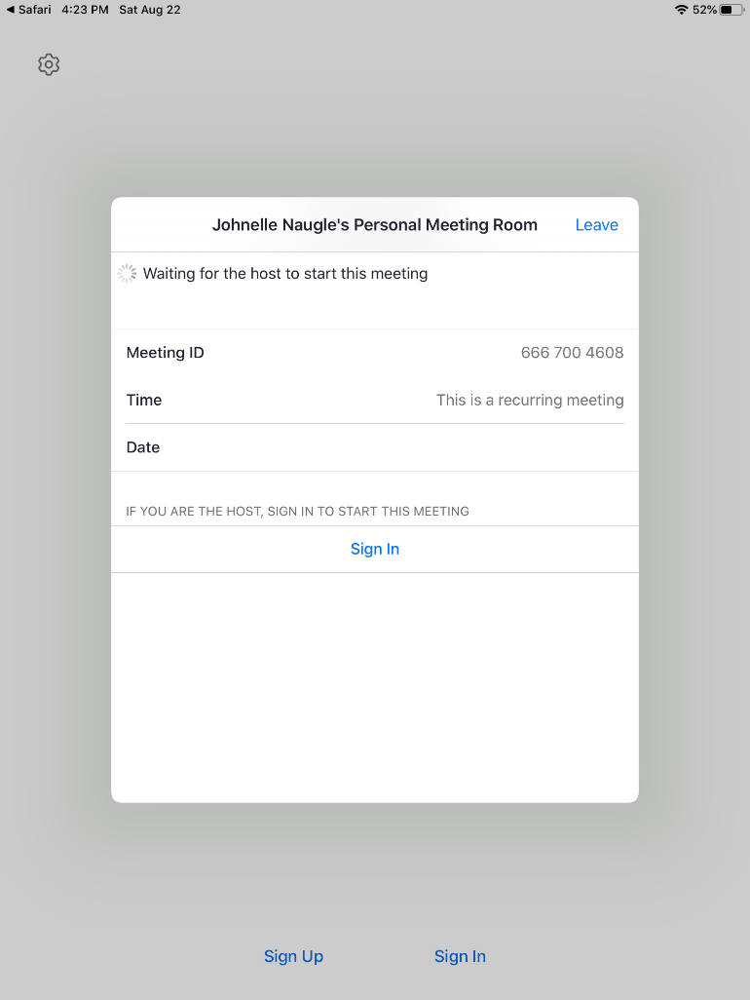 ◀ Safari 4:23 PM Sat Aug 22 52%
Johnelle Naugle's Personal Meeting Room Leave
Waiting for the host to start this meeting
Meeting ID 666 700 4608
Time This is a recurring meeting
Date
IF YOU ARE THE HOST, SIGN IN TO START THIS MEETING
Sign In
Sign Up Sign In